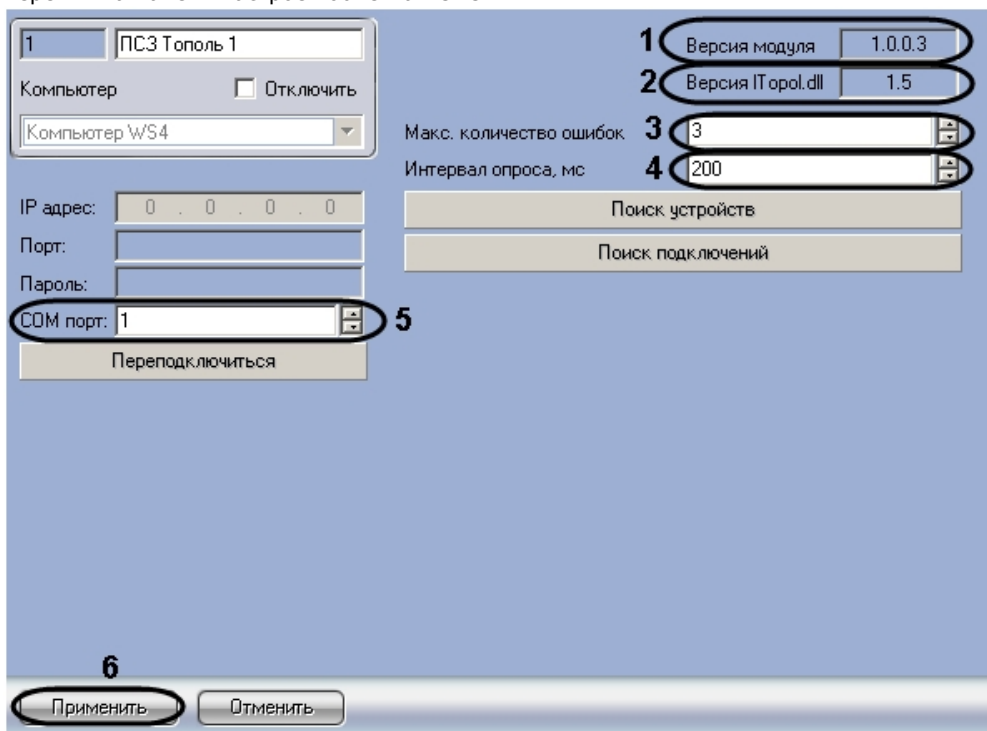 1 ПСЗ Тополь 1
Компьютер Отключить
Компьютер WS4
IP адрес: 0 . 0 . 0 . 0
Порт:
Пароль:
COM порт: 1 5
Переподключиться
1 Версия модуля 1.0.0.3
2 Версия ITopol.dll 1.5
Макс. количество ошибок 3 3
Интервал опроса, мс 4 200
Поиск устройств
Поиск подключений
6
Применить Отменить